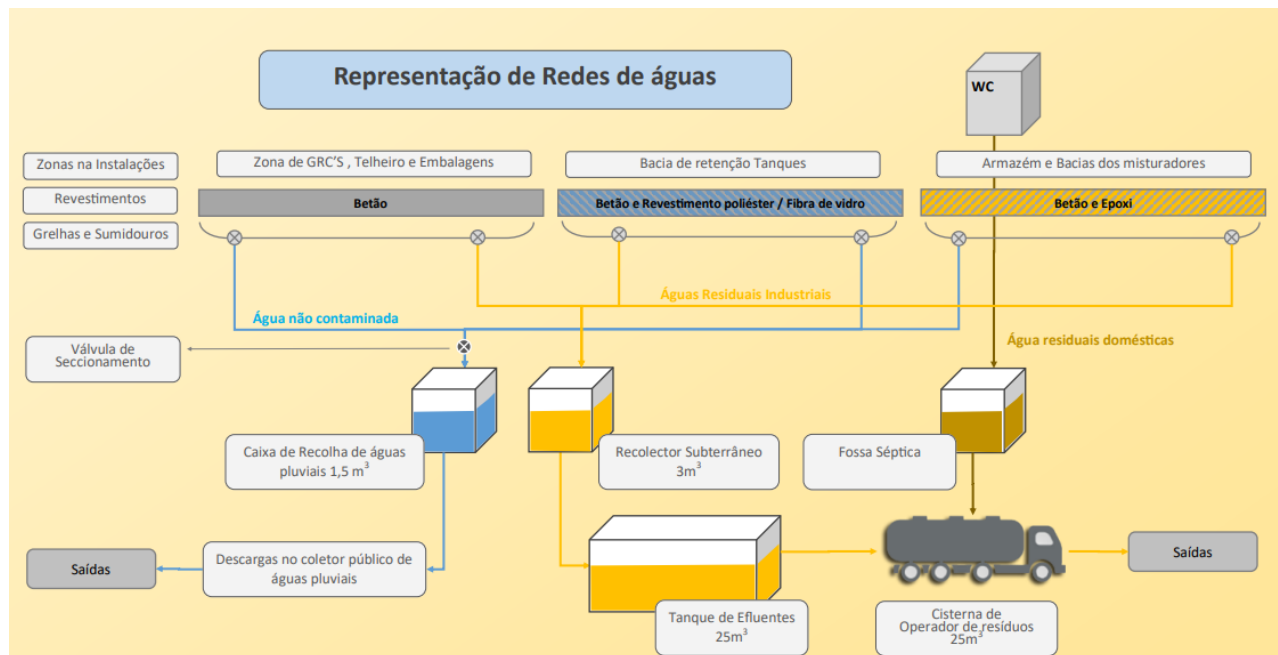 Representação de Redes de águas
WC
Zonas na Instalações
Zona de GRC'S , Telheiro e Embalagens
Bacia de retenção Tanques
Armazém e Bacias dos misturadores
Revestimentos
Betão
Betão e Revestimento poliéster / Fibra de vidro
Betão e Epoxi
Grelhas e Sumidouros
Águas Residuais Industriais
Água não contaminada
Válvula de
Seccionamento
Água residuais domésticas
Caixa de Recolha de águas
pluviais 1,5 m³
Recolector Subterrâneo
3m³
Fossa Séptica
Saídas
Descargas no coletor público de
águas pluviais
Tanque de Efluentes
25m³
Cisterna de
Operador de resíduos
25m³
Saídas